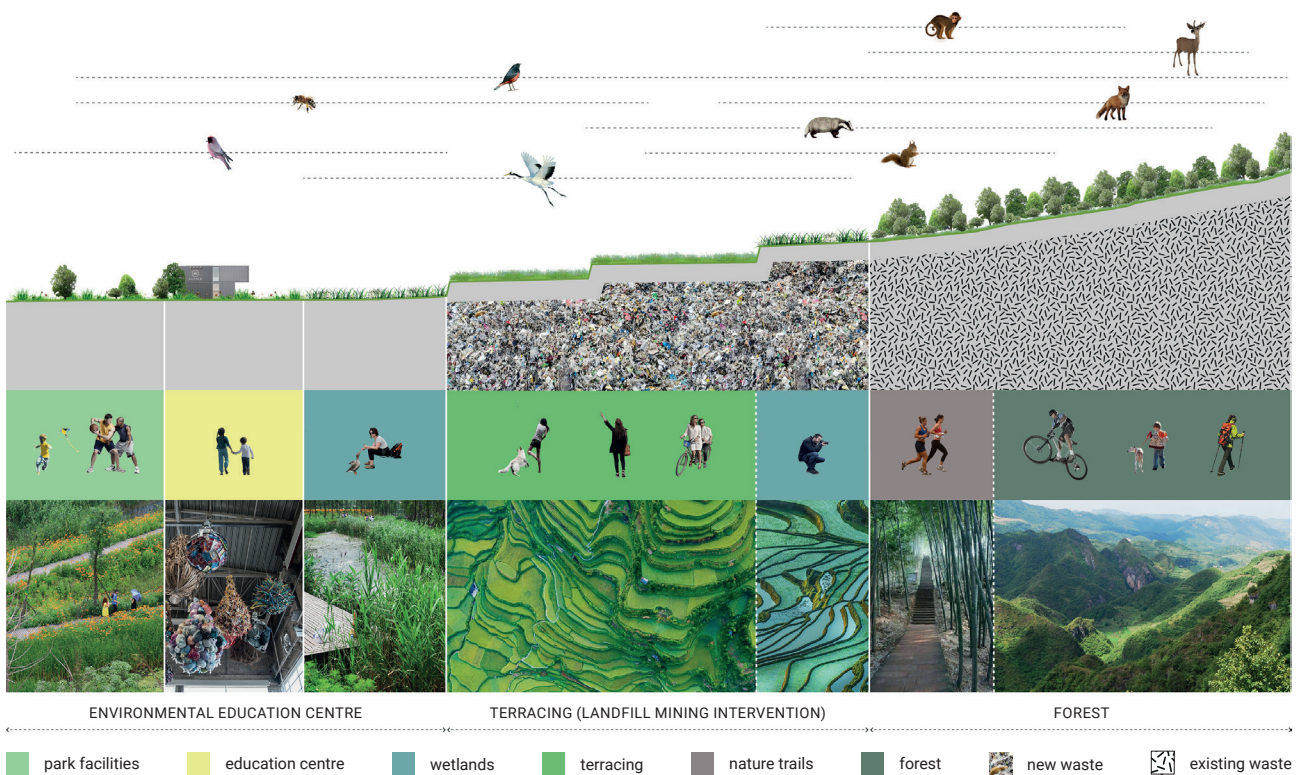 ENVIRONMENTAL EDUCATION CENTRE
TERRACING (LANDFILL MINING INTERVENTION)
FOREST
park facilities
education centre
wetlands
terracing
nature trails
forest
new waste
existing waste